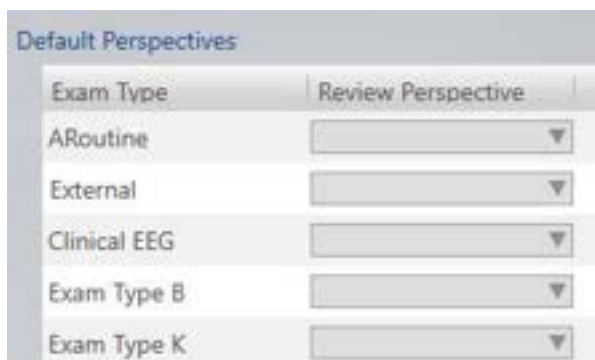 Default Perspectives
Exam Type Review Perspective
ARoutine
External
Clinical EEG
Exam Type B
Exam Type K